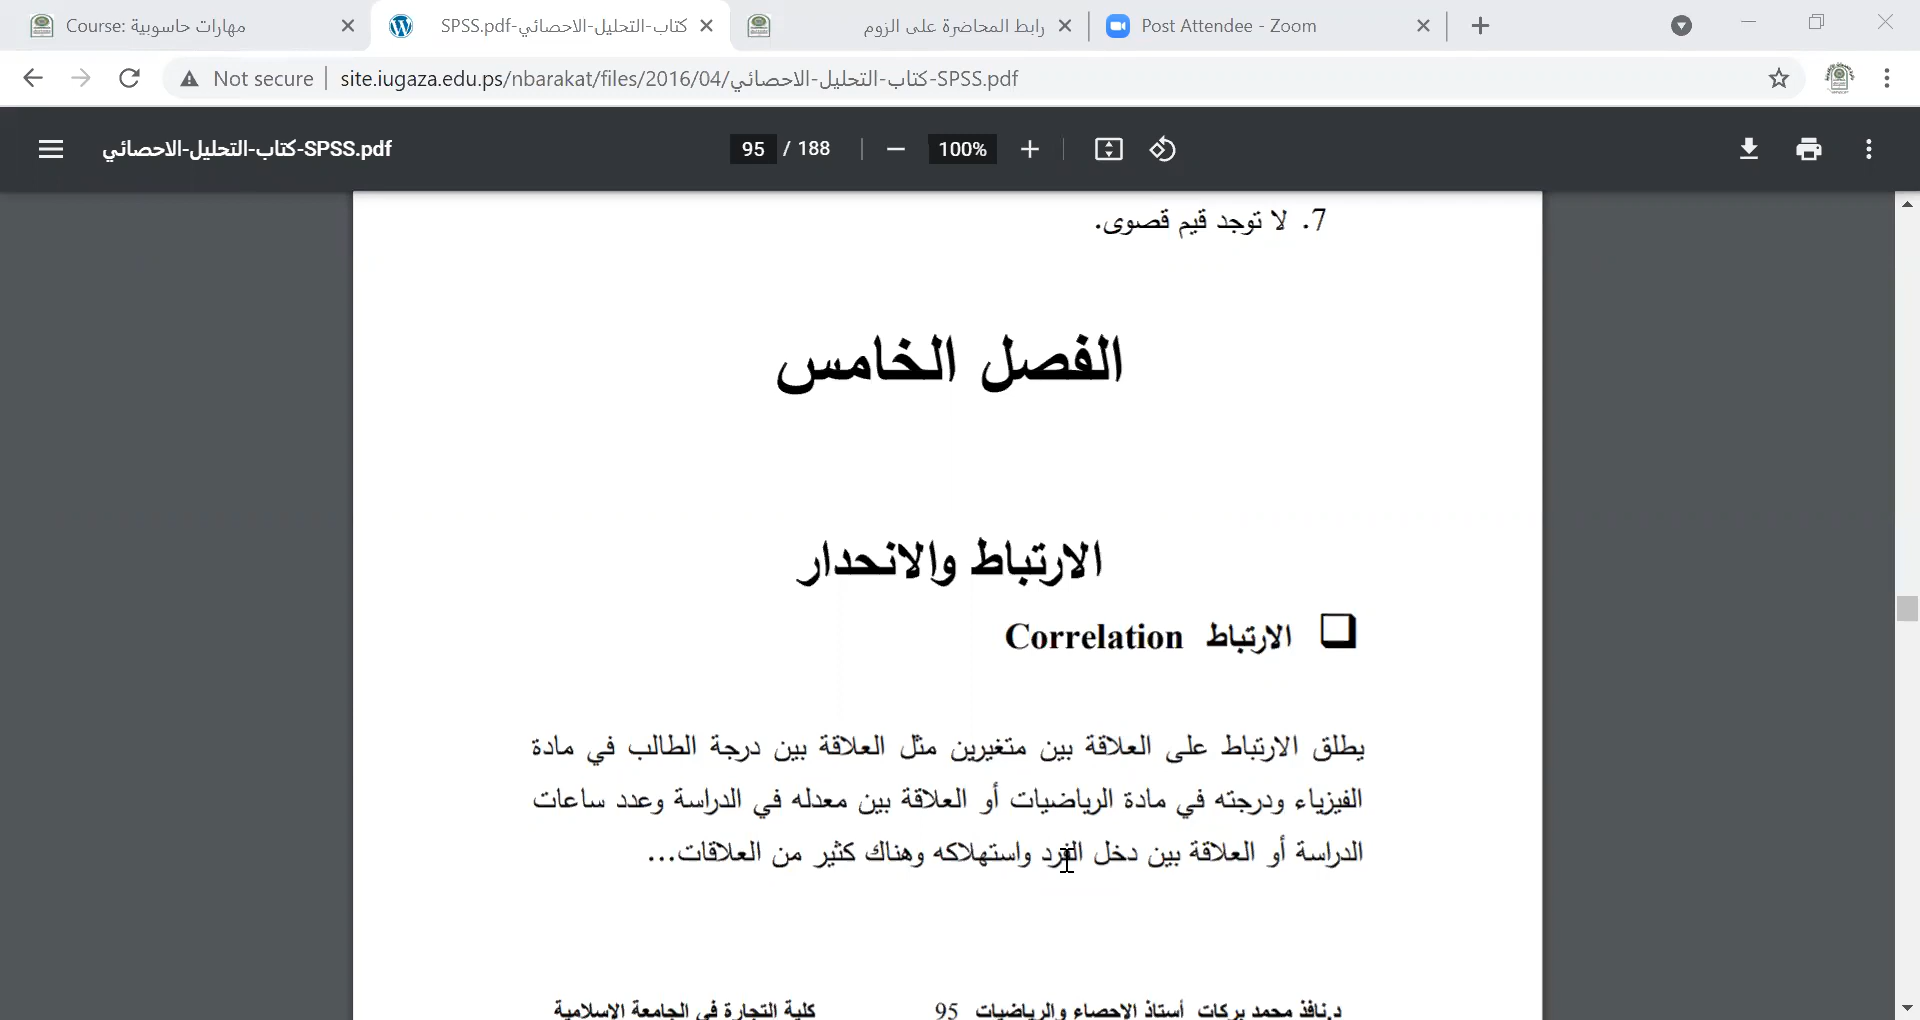 Course: مهارات حاسوبية
كتاب-التحليل-الاحصائي-SPSS.pdf
رابط المحاضرة على الزوم
Post Attendee - Zoom
Not secure
site.iugaza.edu.ps/nbarakat/files/2016/04/كتاب-التحليل-الاحصائي-SPSS.pdf
كتاب-التحليل-الاحصائي-SPSS.pdf
95 / 188
100%
7. لا توجد قيم قصوى.
الفصل الخامس
الارتباط والانحدار
الارتباط Correlation
يطلق الارتباط على العلاقة بين متغيرين مثل العلاقة بين درجة الطالب في مادة
الفيزياء ودرجته في مادة الرياضيات أو العلاقة بين معدله في الدراسة وعدد ساعات
الدراسة أو العلاقة بين دخل الفرد واستهلاكه وهناك كثير من العلاقات...
د.نافذ محمد بركات أستاذ الاحصاء والرياضيات 95 كلية التجارة في الجامعة الاسلامية